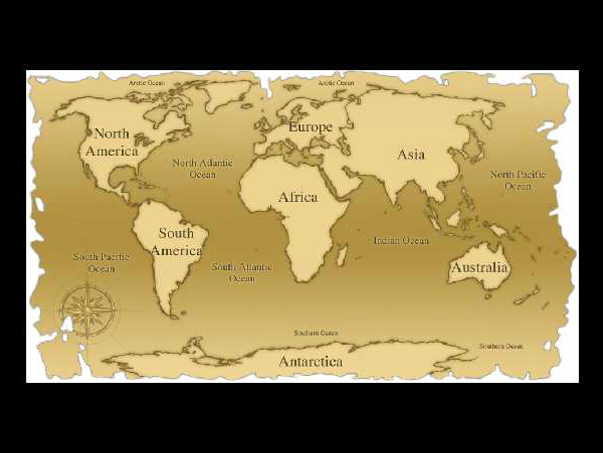 Arctic Ocean
Arctic Ocean
North
America
Europe
Asia
North Atlantic
Ocean
North Pacific
Ocean
Africa
South
America
Indian Ocean
South Pacific
Ocean
South Atlantic
Ocean
Australia
Southern Ocean
Southern Ocean
Antarctica